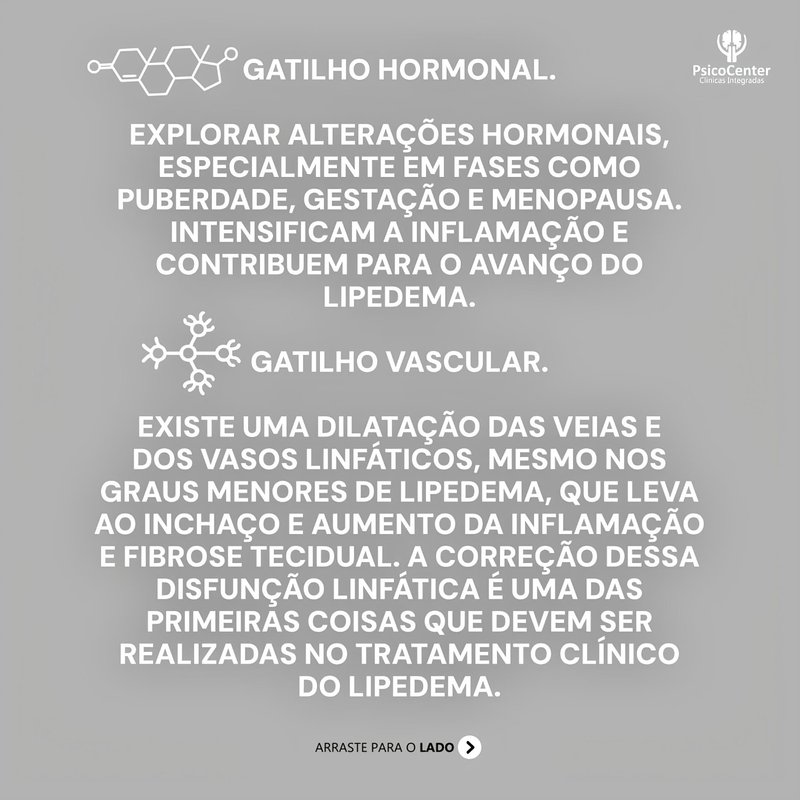 PsicoCenter
Clínicas Integradas
GATILHO HORMONAL.
EXPLORAR ALTERAÇÕES HORMONAIS,
ESPECIALMENTE EM FASES COMO
PUBERDADE, GESTAÇÃO E MENOPAUSA.
INTENSIFICAM A INFLAMAÇÃO E
CONTRIBUEM PARA O AVANÇO DO
LIPEDEMA.
GATILHO VASCULAR.
EXISTE UMA DILATAÇÃO DAS VEIAS E
DOS VASOS LINFÁTICOS, MESMO NOS
GRAUS MENORES DE LIPEDEMA, QUE LEVA
AO INCHAÇO E AUMENTO DA INFLAMAÇÃO
E FIBROSE TECIDUAL. A CORREÇÃO DESSA
DISFUNÇÃO LINFÁTICA É UMA DAS
PRIMEIRAS COISAS QUE DEVEM SER
REALIZADAS NO TRATAMENTO CLÍNICO
DO LIPEDEMA.
ARRASTE PARA O LADO